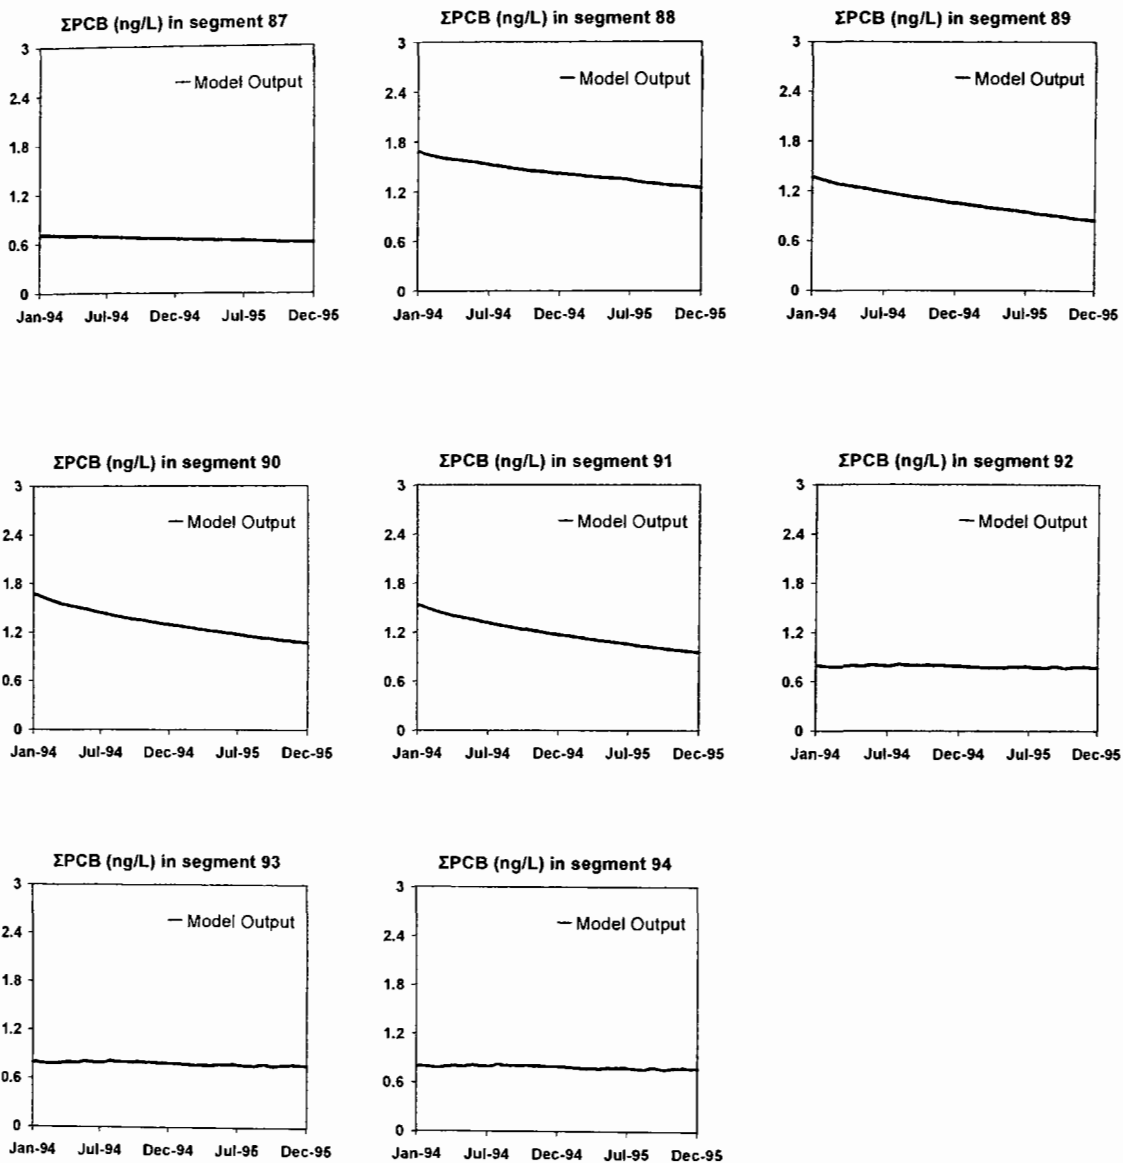 ΣPCB (ng/L) in segment 87
3
2.4
1.8
1.2
0.6
0
Model Output
Jan-94 Jul-94 Dec-94 Jul-95 Dec-95
ΣPCB (ng/L) in segment 88
3
2.4
1.8
1.2
0.6
0
Model Output
Jan-94 Jul-94 Dec-94 Jul-95 Dec-95
ΣPCB (ng/L) in segment 89
3
2.4
1.8
1.2
0.6
0
Model Output
Jan-94 Jul-94 Dec-94 Jul-95 Dec-95
ΣPCB (ng/L) in segment 90
3
2.4
1.8
1.2
0.6
0
Model Output
Jan-94 Jul-94 Dec-94 Jul-95 Dec-95
ΣPCB (ng/L) in segment 91
3
2.4
1.8
1.2
0.6
0
Model Output
Jan-94 Jul-94 Dec-94 Jul-95 Dec-95
ΣPCB (ng/L) in segment 92
3
2.4
1.8
1.2
0.6
0
Model Output
Jan-94 Jul-94 Dec-94 Jul-95 Dec-95
ΣPCB (ng/L) in segment 93
3
2.4
1.8
1.2
0.6
0
Model Output
Jan-94 Jul-94 Dec-94 Jul-95 Dec-95
ΣPCB (ng/L) in segment 94
3
2.4
1.8
1.2
0.6
0
Model Output
Jan-94 Jul-94 Dec-94 Jul-95 Dec-95